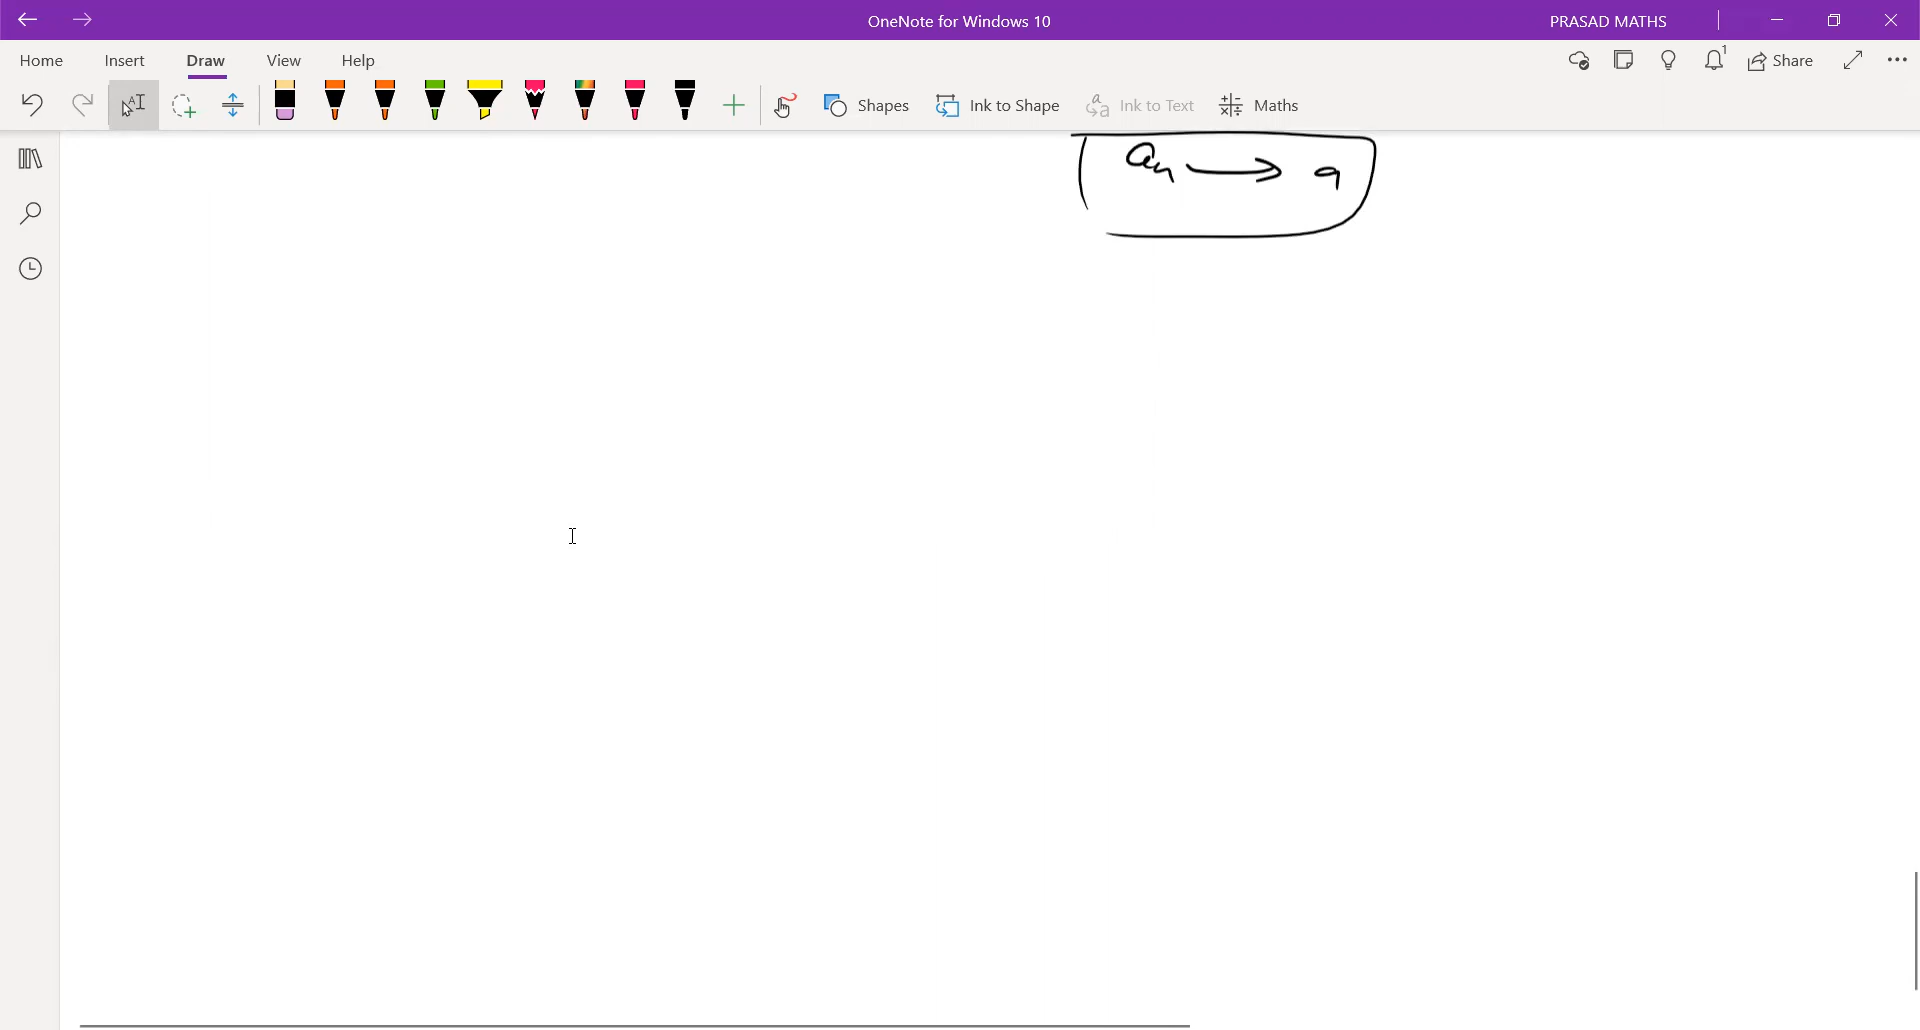 OneNote for Windows 10
PRASAD MATHS
Home Insert Draw View Help
1
Share
Shapes
Ink to Shape
Ink to Text
Maths
aₙ ⟶ a